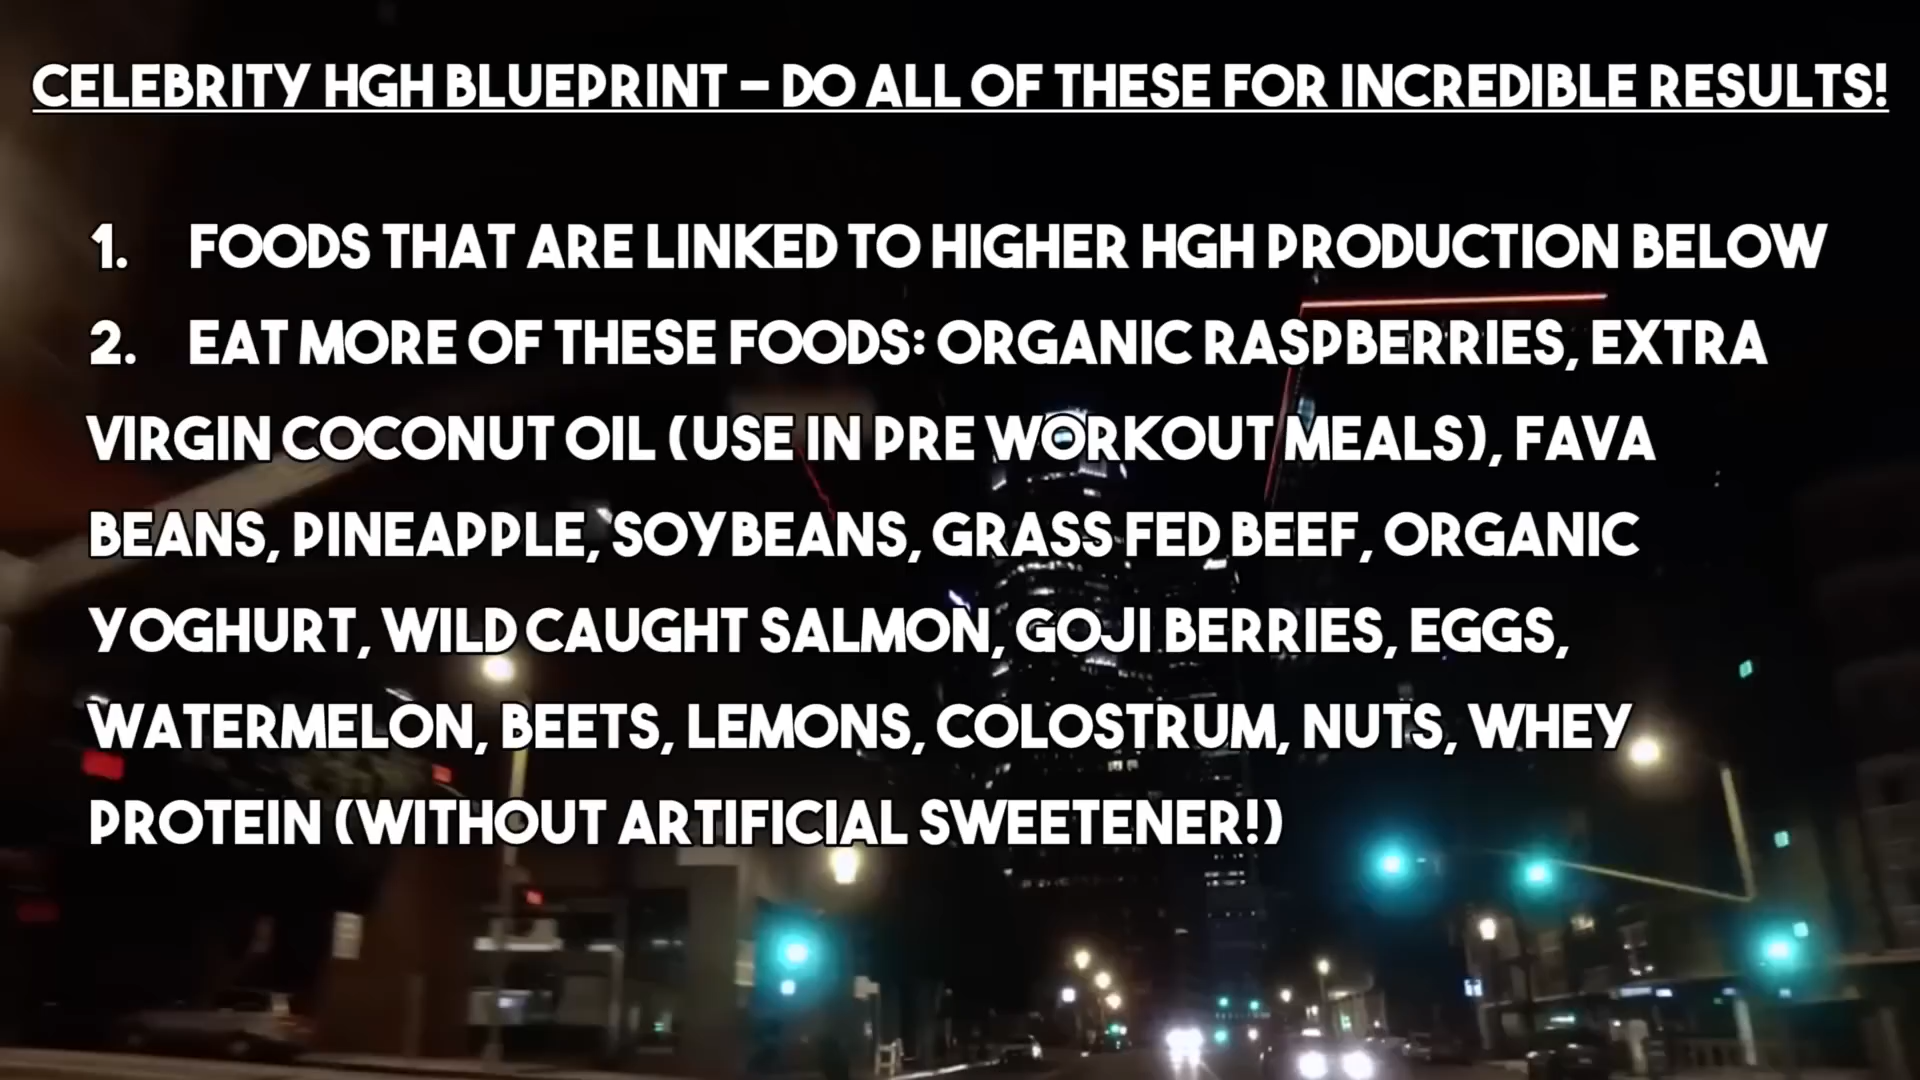 CELEBRITY HGH BLUEPRINT – DO ALL OF THESE FOR INCREDIBLE RESULTS!
1. FOODS THAT ARE LINKED TO HIGHER HGH PRODUCTION BELOW
2. EAT MORE OF THESE FOODS: ORGANIC RASPBERRIES, EXTRA
VIRGIN COCONUT OIL (USE IN PRE WORKOUT MEALS), FAVA
BEANS, PINEAPPLE, SOYBEANS, GRASS FED BEEF, ORGANIC
YOGHURT, WILD CAUGHT SALMON, GOJI BERRIES, EGGS,
WATERMELON, BEETS, LEMONS, COLOSTRUM, NUTS, WHEY
PROTEIN (WITHOUT ARTIFICIAL SWEETENER!)